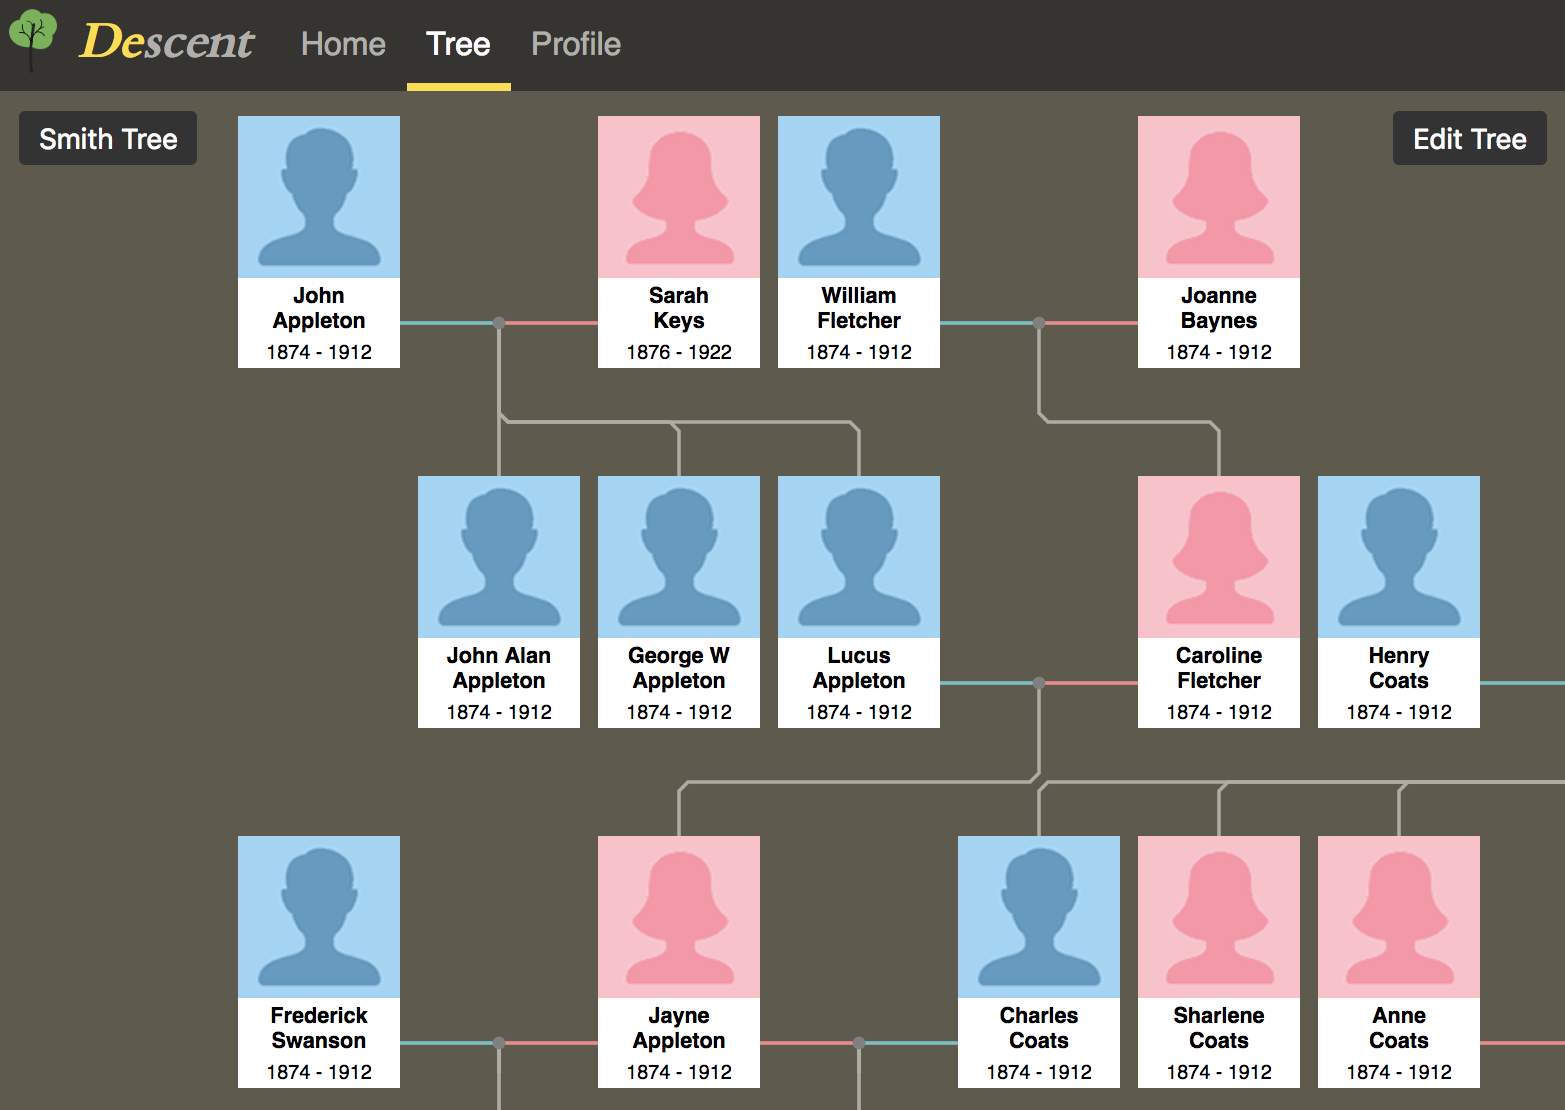 Descent
Home
Tree
Profile
Smith Tree
Edit Tree
John
Appleton
1874 - 1912
Sarah
Keys
1876 - 1922
William
Fletcher
1874 - 1912
Joanne
Baynes
1874 - 1912
John Alan
Appleton
1874 - 1912
George W
Appleton
1874 - 1912
Lucus
Appleton
1874 - 1912
Caroline
Fletcher
1874 - 1912
Henry
Coats
1874 - 1912
Frederick
Swanson
1874 - 1912
Jayne
Appleton
1874 - 1912
Charles
Coats
1874 - 1912
Sharlene
Coats
1874 - 1912
Anne
Coats
1874 - 1912